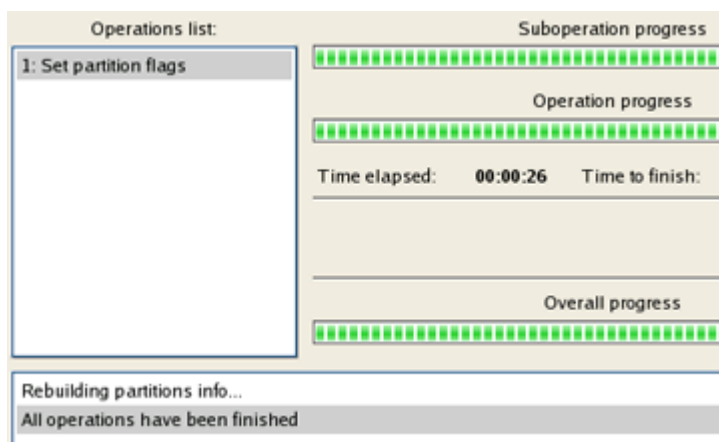 Operations list:
Suboperation progress
1: Set partition flags
Operation progress
Time elapsed: 00:00:26 Time to finish:
Overall progress
Rebuilding partitions info...
All operations have been finished